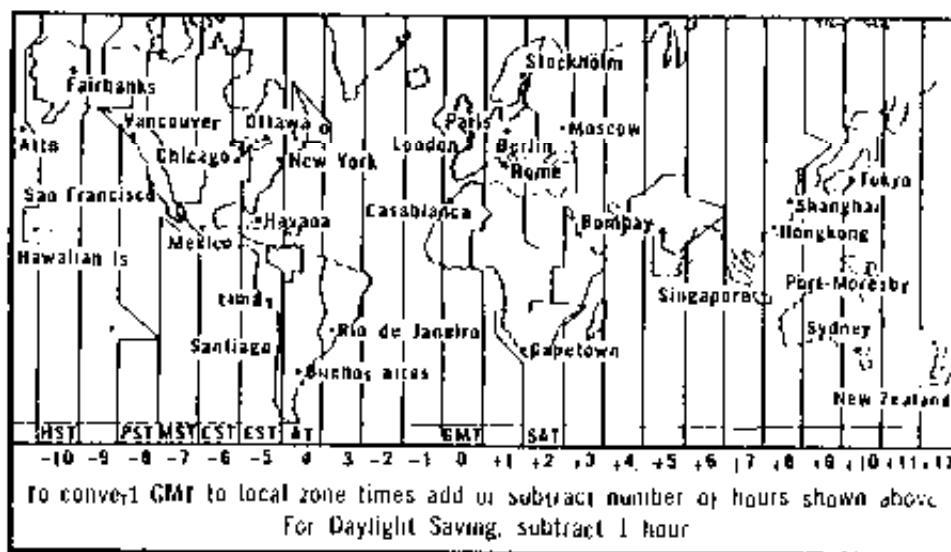 Stockholm
Fairbanks
Vancouver Ottawa Paris Moscow
Chicago New York London Berlin
Rome
Tokyo
Sao Francisco Casablanca Shanghai
Havana Bombay
Mexico Hongkong
Hawaiian Is
Singapore Port-Moresby
Rio de Janeiro Sydney
Santiago Capetown
Buenos aires
New Zealand
HST PST MST CST EST AT GMT SAT
-10 -9 -8 -7 -6 -5 -4 3 -2 -1 0 +1 +2 +3 +4 +5 +6 +7 +8 +9 +10 +11 +12
To convert GMT to local zone times add or subtract number of hours shown above
For Daylight Saving, subtract 1 hour